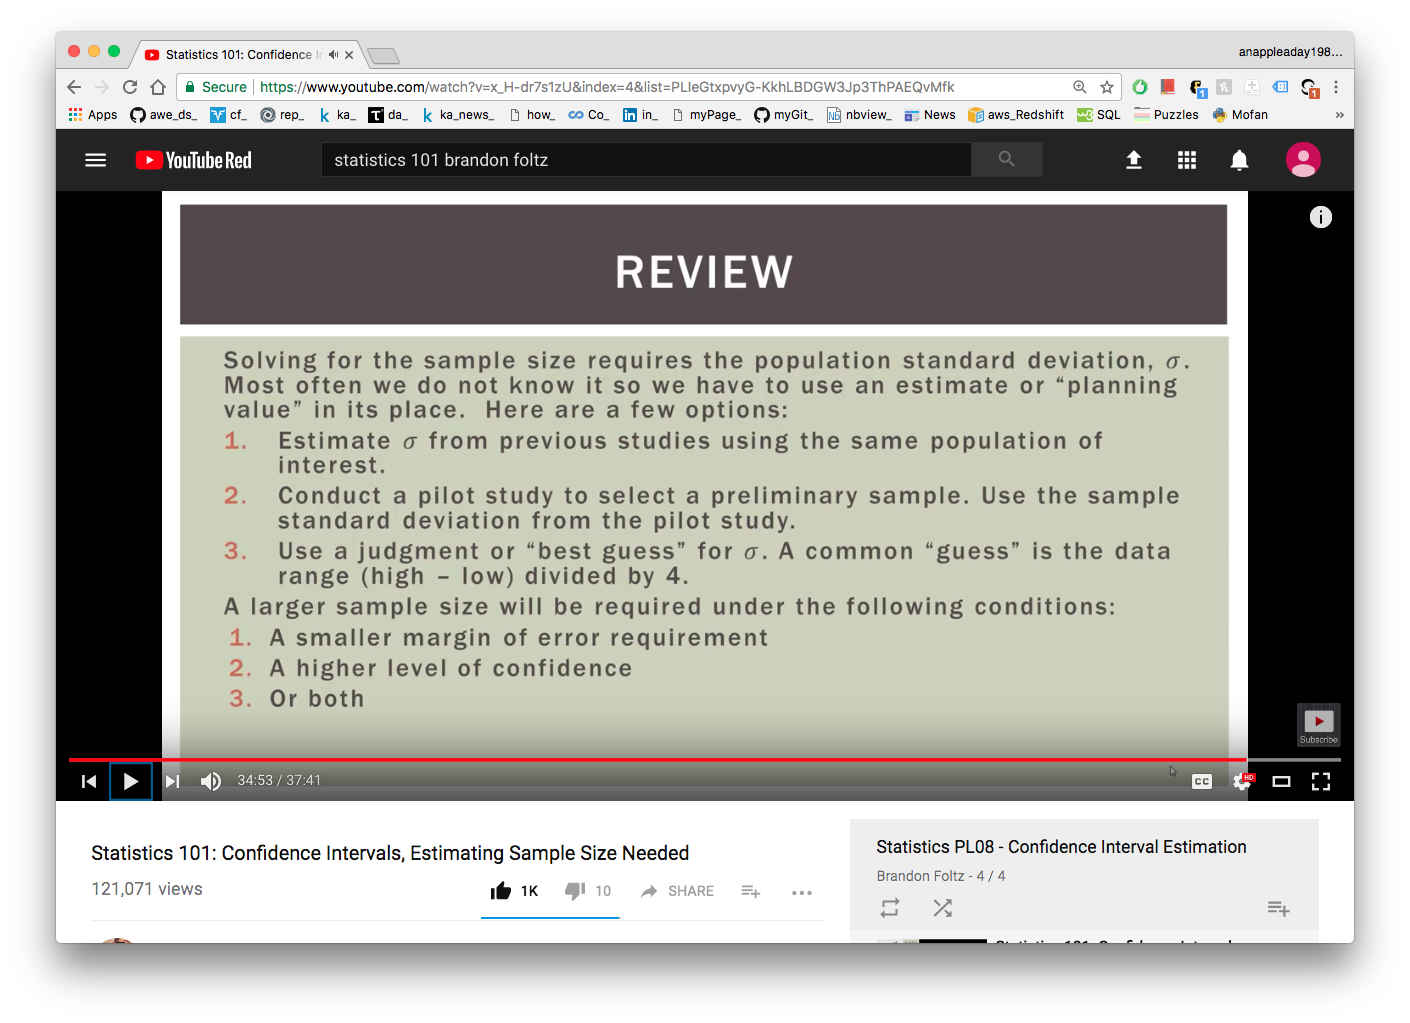 Statistics 101: Confidence I
anappleaday198...
Secure https://www.youtube.com/watch?v=x_H-dr7s1zU&index=4&list=PLIeGtxpvyG-KkhLBDGW3Jp3ThPAEQvMfk
1
1
Apps awe_ds_ cf_ rep_ ka_ da_ ka_news_ how_ Co_ in_ myPage_ myGit_ nbview_ News aws_Redshift SQL Puzzles Mofan »
YouTube Red
statistics 101 brandon foltz
REVIEW
Solving for the sample size requires the population standard deviation, σ.
Most often we do not know it so we have to use an estimate or “planning
value” in its place. Here are a few options:
1. Estimate σ from previous studies using the same population of
interest.
2. Conduct a pilot study to select a preliminary sample. Use the sample
standard deviation from the pilot study.
3. Use a judgment or “best guess” for σ. A common “guess” is the data
range (high – low) divided by 4.
A larger sample size will be required under the following conditions:
1. A smaller margin of error requirement
2. A higher level of confidence
3. Or both
Subscribe
34:53 / 37:41
CC
HD
Statistics 101: Confidence Intervals, Estimating Sample Size Needed
121,071 views
1K
10
SHARE
Statistics PL08 - Confidence Interval Estimation
Brandon Foltz - 4 / 4